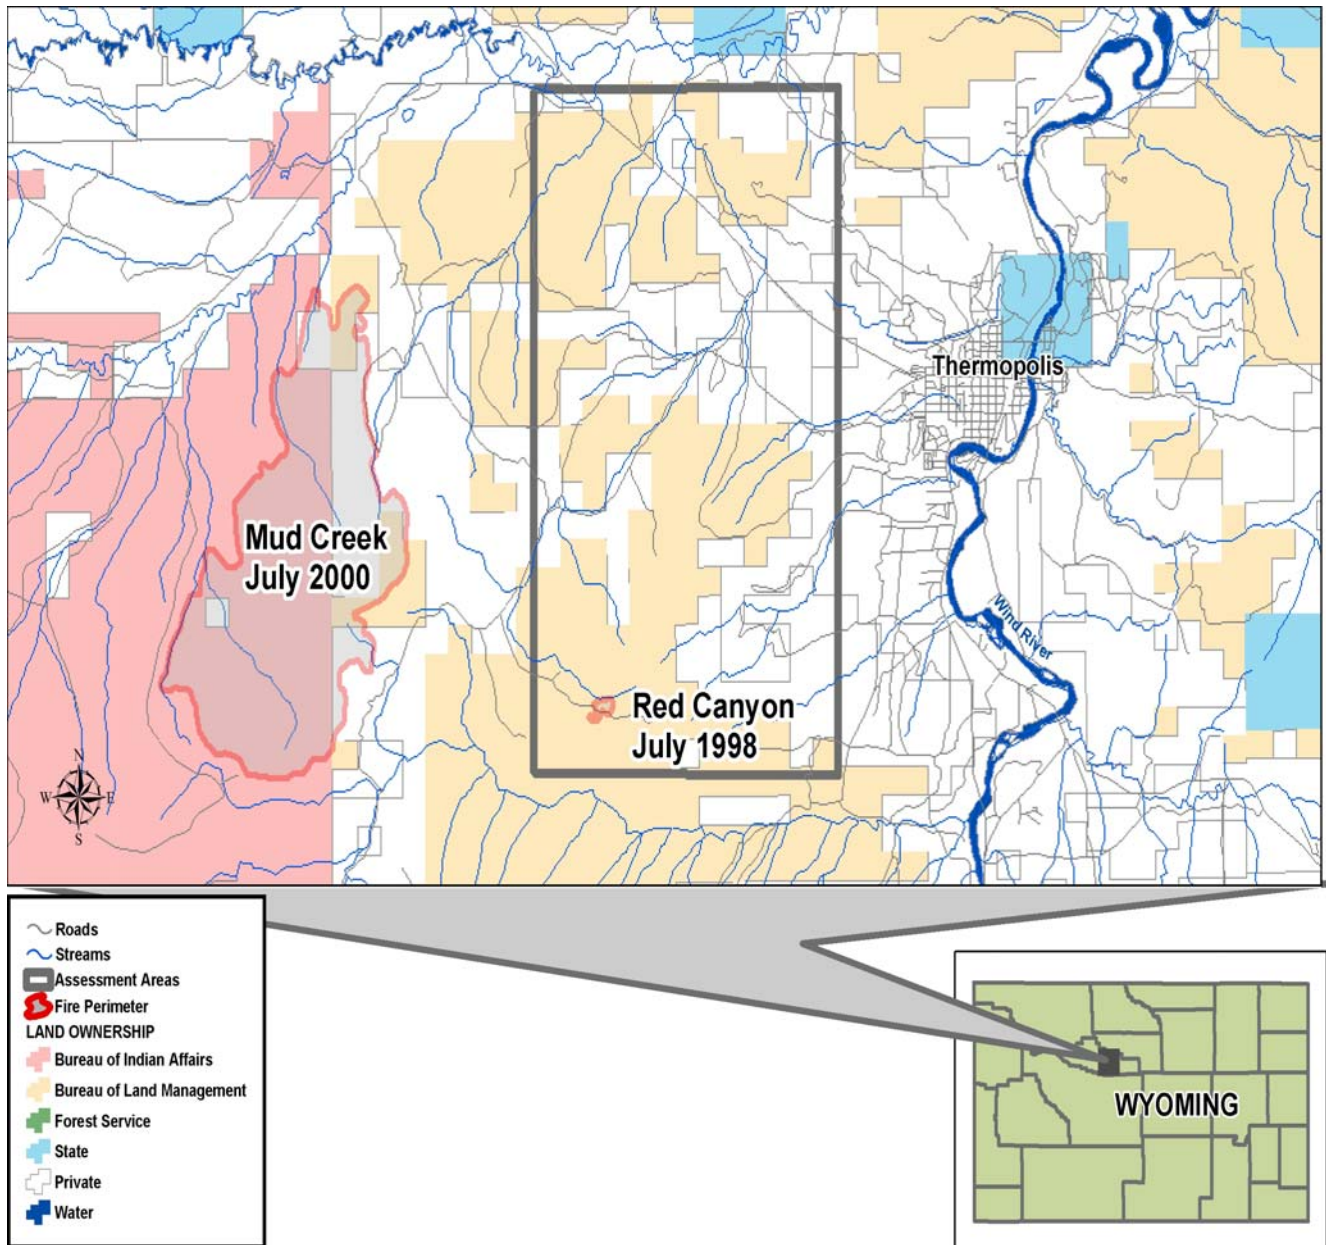 Thermopolis
Mud Creek
July 2000
Wind River
Red Canyon
July 1998
N
W E
S
Roads
Streams
Assessment Areas
Fire Perimeter
LAND OWNERSHIP
Bureau of Indian Affairs
Bureau of Land Management
Forest Service
State
Private
Water
WYOMING